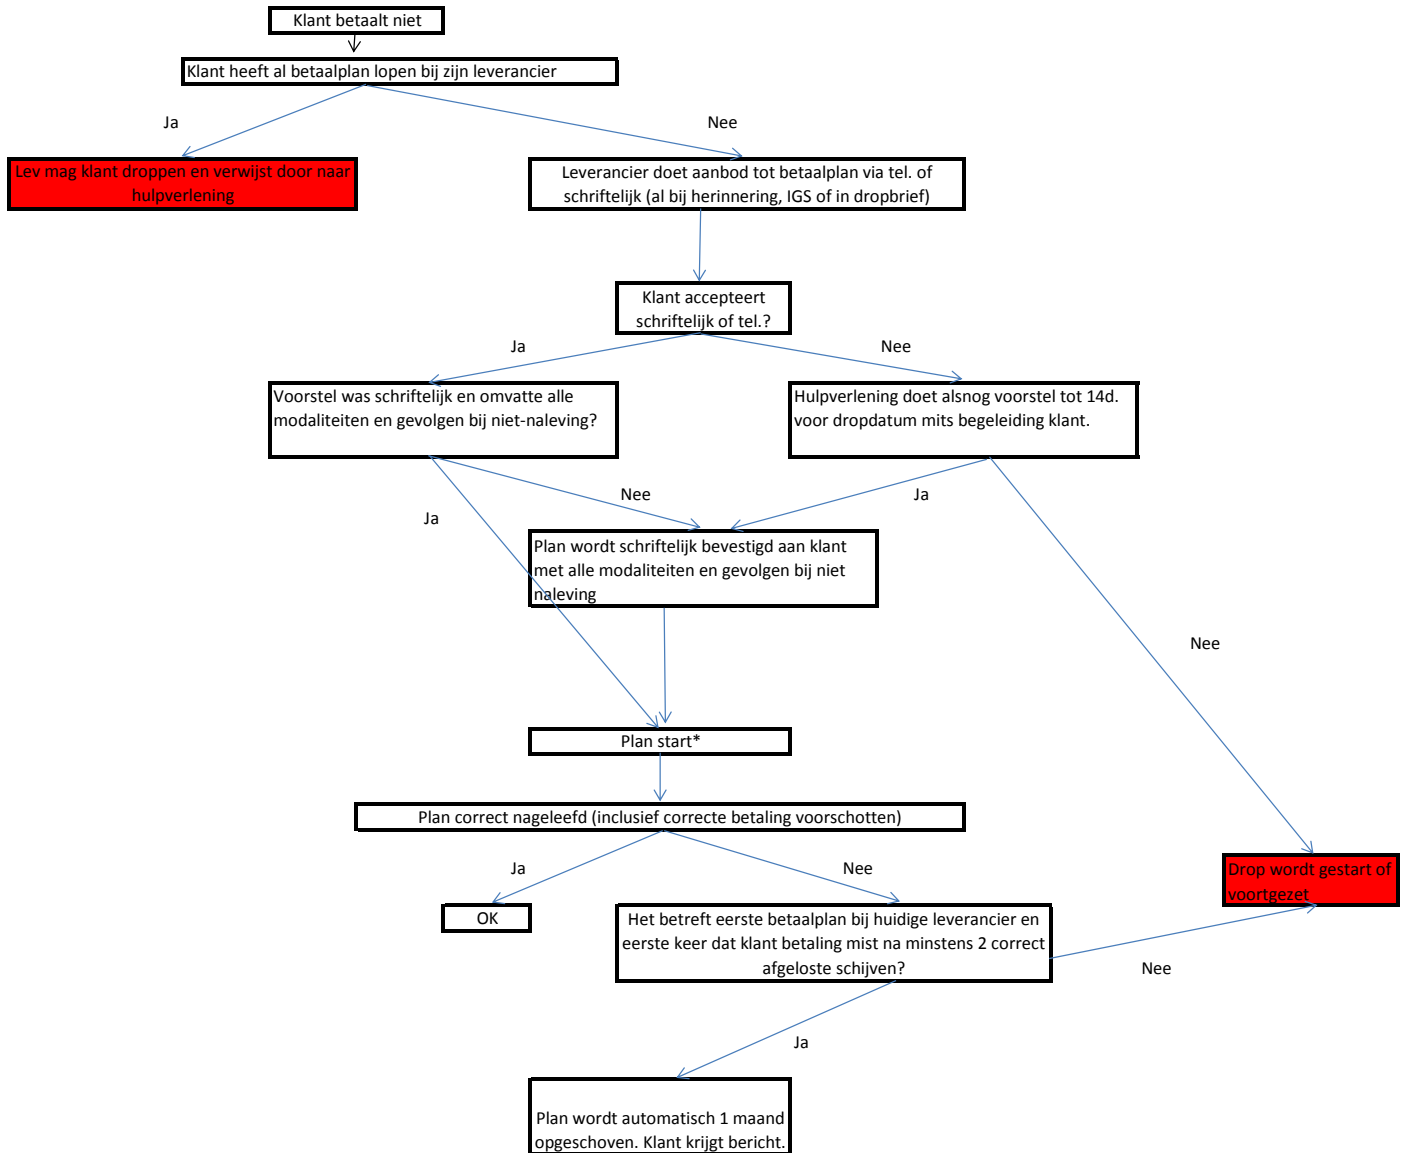 Klant betaalt niet
Klant heeft al betaalplan lopen bij zijn leverancier
Ja
Nee
Lev mag klant droppen en verwijst door naar
hulpverlening
Leverancier doet aanbod tot betaalplan via tel. of
schriftelijk (al bij herinnering, IGS of in dropbrief)
Klant accepteert
schriftelijk of tel.?
Ja
Nee
Voorstel was schriftelijk en omvatte alle
modaliteiten en gevolgen bij niet-naleving?
Hulpverlening doet alsnog voorstel tot 14d.
voor dropdatum mits begeleiding klant.
Nee
Ja
Ja
Plan wordt schriftelijk bevestigd aan klant
met alle modaliteiten en gevolgen bij niet
naleving
Nee
Plan start*
Plan correct nageleefd (inclusief correcte betaling voorschotten)
Ja
Nee
Drop wordt gestart of
voortgezet
OK
Het betreft eerste betaalplan bij huidige leverancier en
eerste keer dat klant betaling mist na minstens 2 correct
afgeloste schijven?
Nee
Ja
Plan wordt automatisch 1 maand
opgeschoven. Klant krijgt bericht.